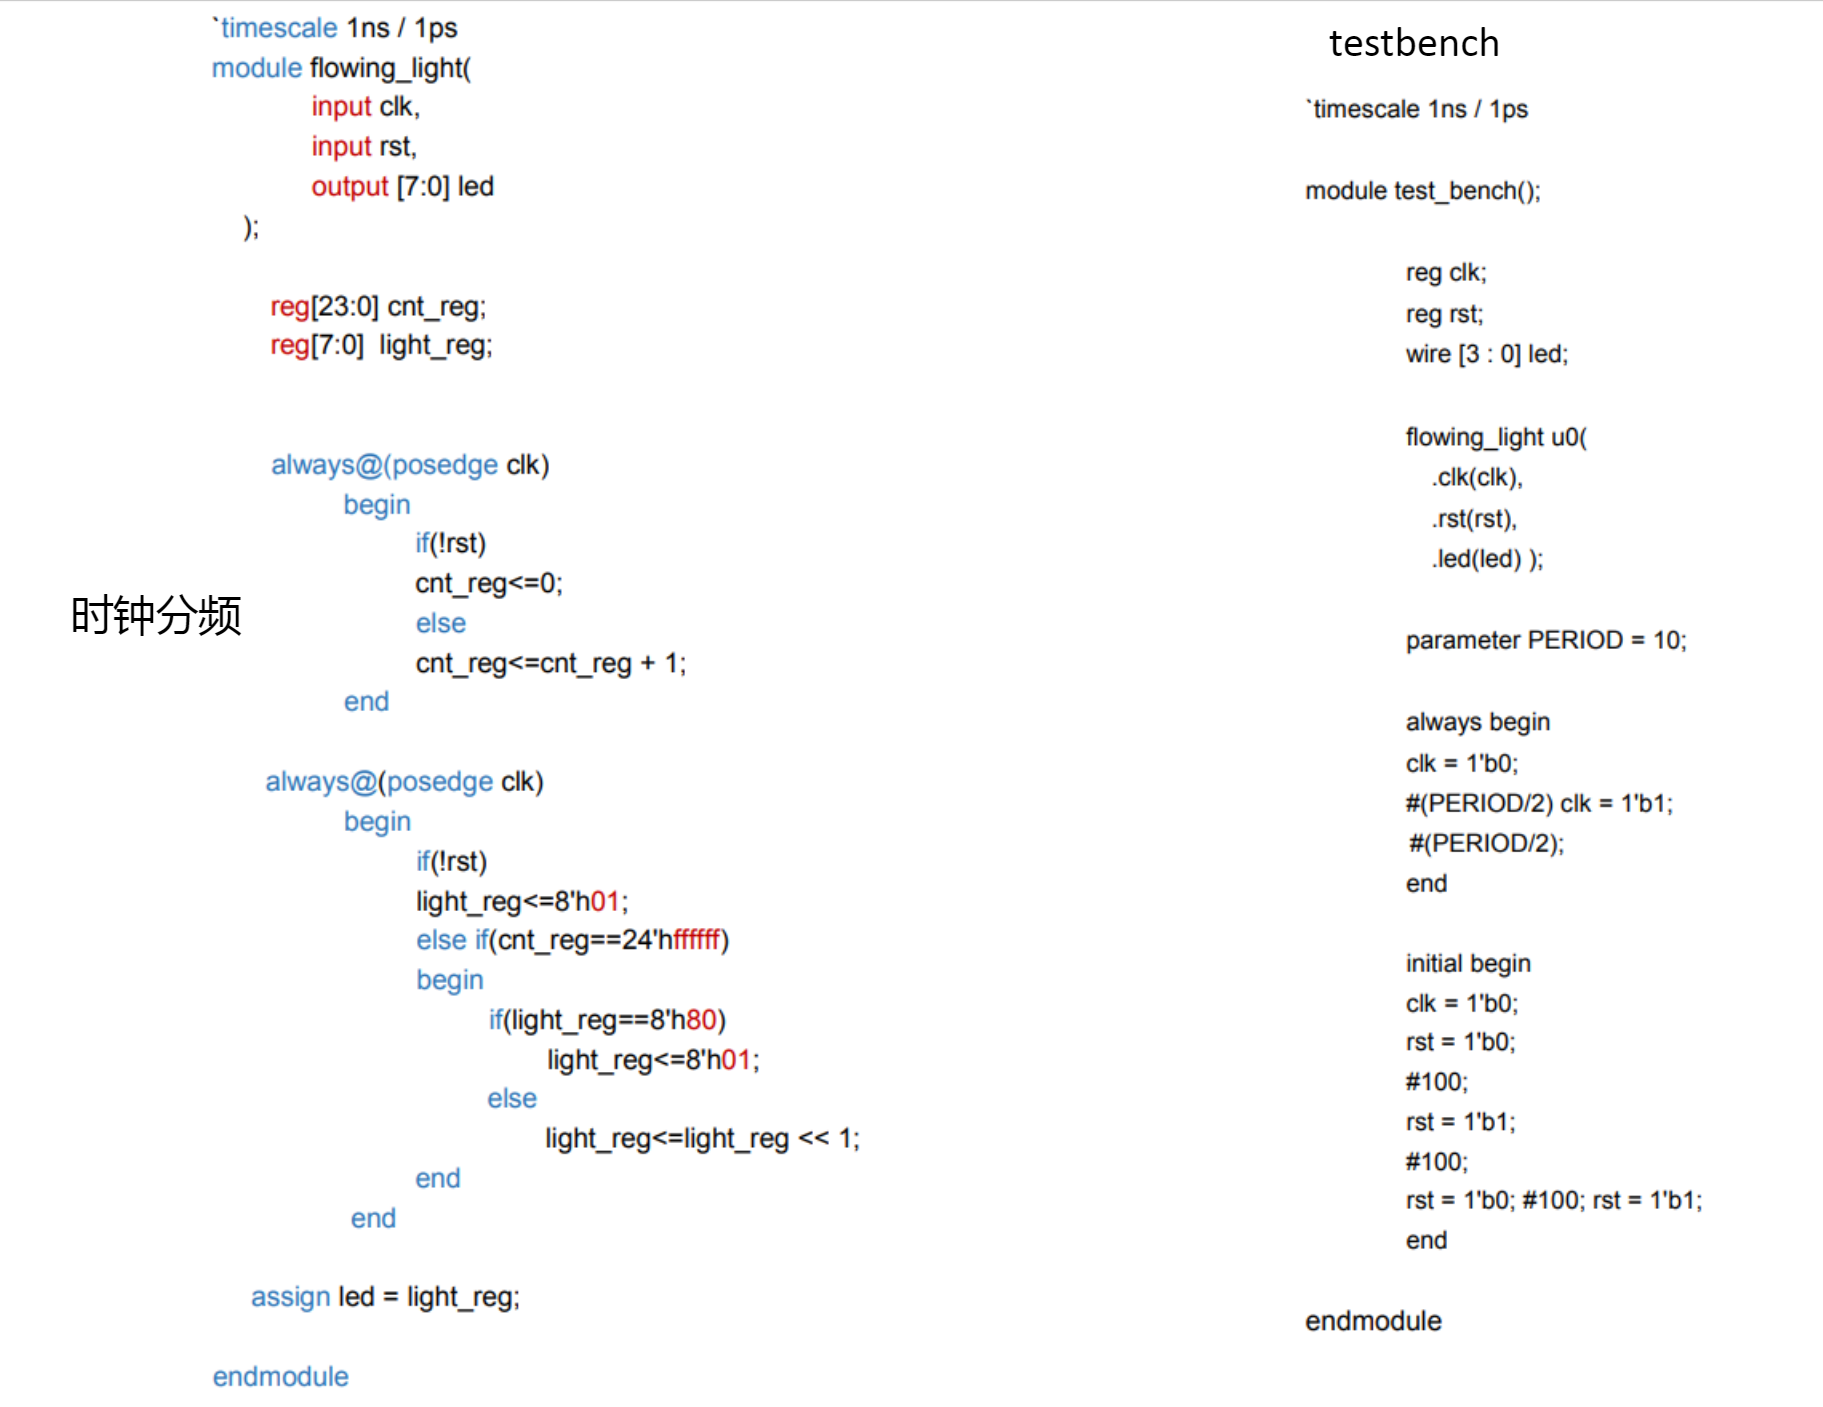 `timescale 1ns / 1ps
module flowing_light(
input clk,
input rst,
output [7:0] led
);
reg[23:0] cnt_reg;
reg[7:0] light_reg;
时钟分频
always@(posedge clk)
begin
if(!rst)
cnt_reg<=0;
else
cnt_reg<=cnt_reg + 1;
end
always@(posedge clk)
begin
if(!rst)
light_reg<=8'h01;
else if(cnt_reg==24'hffffff)
begin
if(light_reg==8'h80)
light_reg<=8'h01;
else
light_reg<=light_reg << 1;
end
end
assign led = light_reg;
endmodule
testbench
`timescale 1ns / 1ps
module test_bench();
reg clk;
reg rst;
wire [3 : 0] led;
flowing_light u0(
.clk(clk),
.rst(rst),
.led(led) );
parameter PERIOD = 10;
always begin
clk = 1'b0;
#(PERIOD/2) clk = 1'b1;
#(PERIOD/2);
end
initial begin
clk = 1'b0;
rst = 1'b0;
#100;
rst = 1'b1;
#100;
rst = 1'b0; #100; rst = 1'b1;
end
endmodule